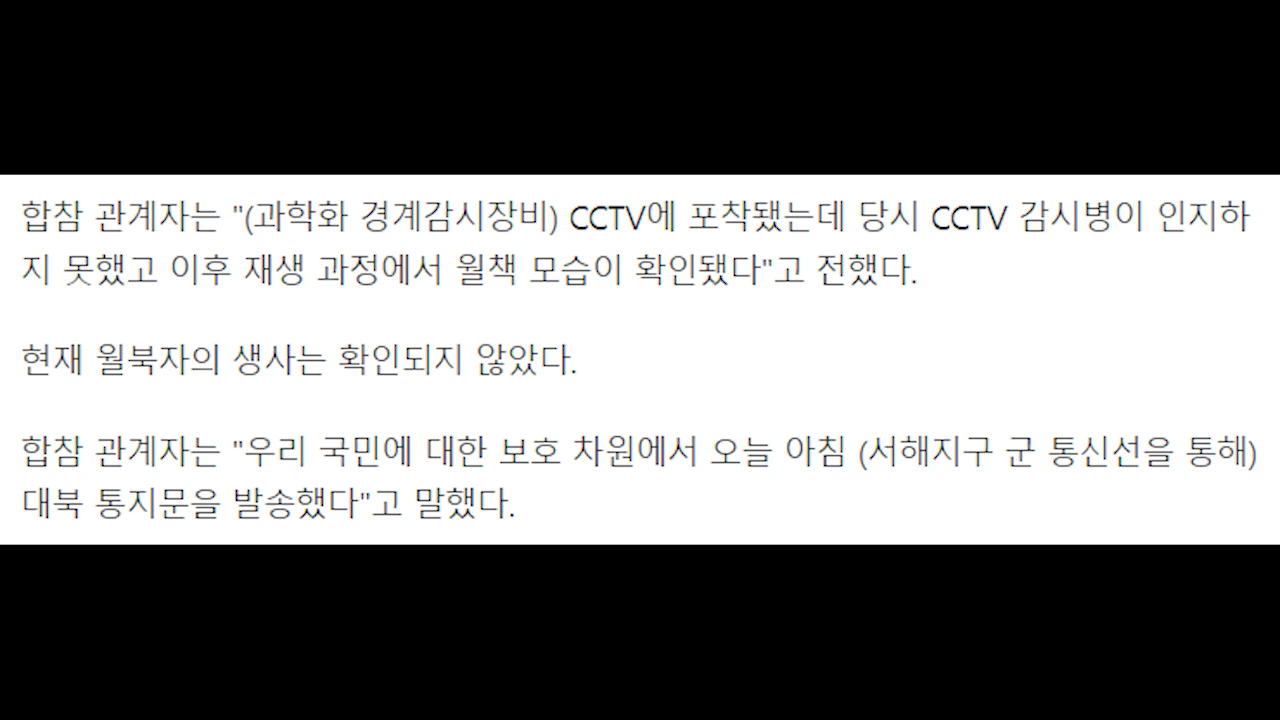 합참 관계자는 "(과학화 경계감시장비) CCTV에 포착됐는데 당시 CCTV 감시병이 인지하
지 못했고 이후 재생 과정에서 월책 모습이 확인됐다"고 전했다.
현재 월북자의 생사는 확인되지 않았다.
합참 관계자는 "우리 국민에 대한 보호 차원에서 오늘 아침 (서해지구 군 통신선을 통해)
대북 통지문을 발송했다"고 말했다.